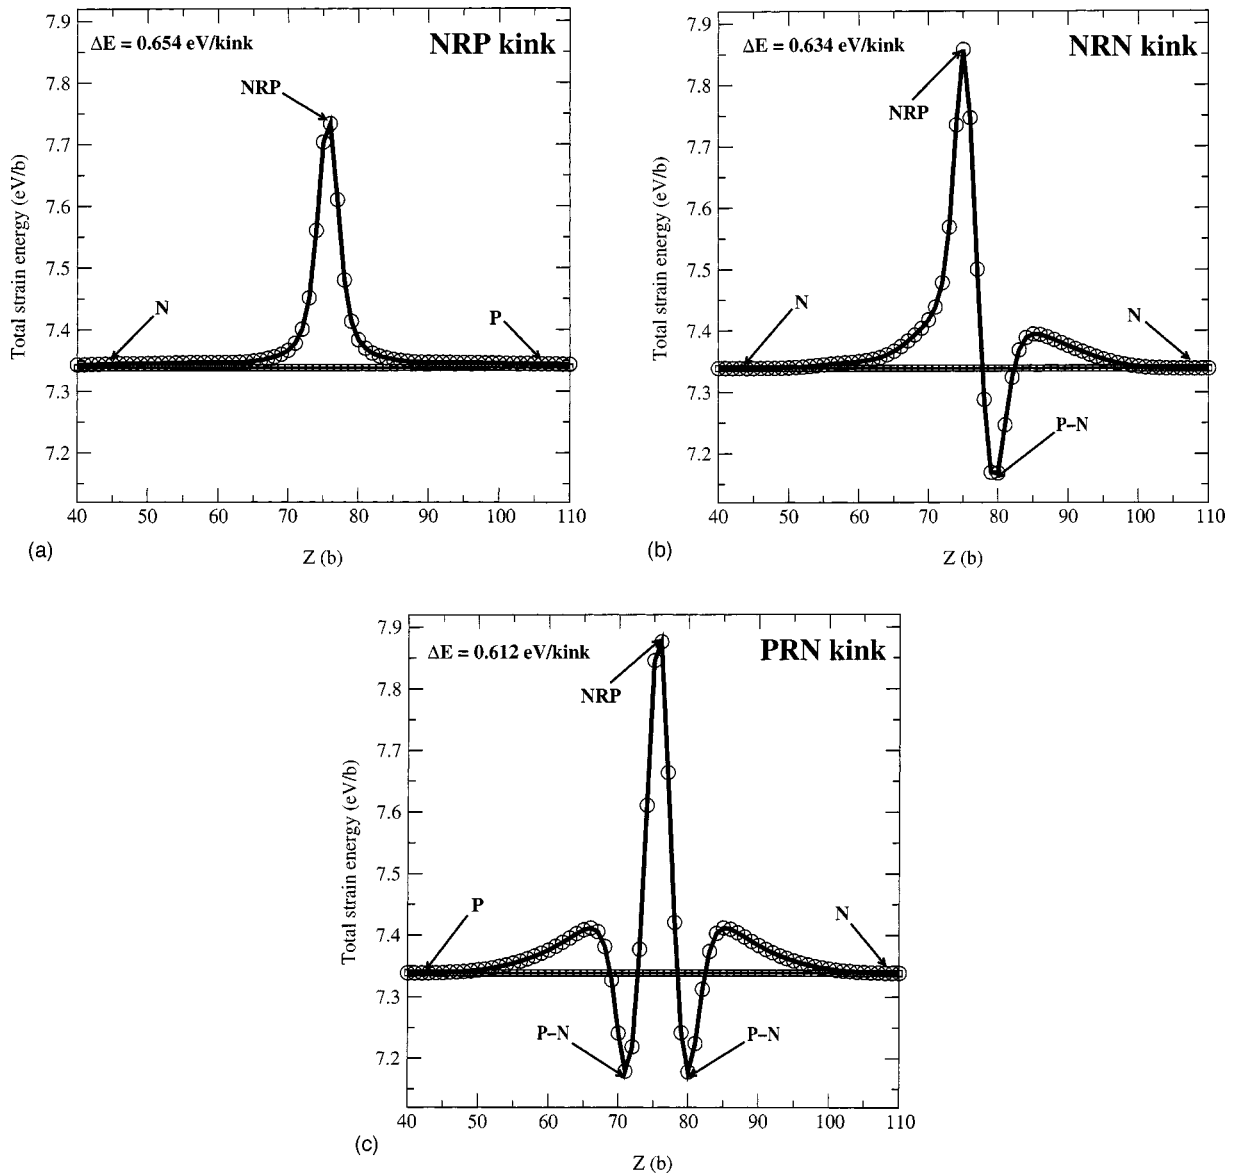 NRP kink
ΔE = 0.654 eV/kink
NRP
N
P
Total strain energy (eV/b)
7.9
7.8
7.7
7.6
7.5
7.4
7.3
7.2
40 50 60 70 80 90 100 110
Z (b)
(a)
NRN kink
ΔE = 0.634 eV/kink
NRP
N
N
P–N
Total strain energy (eV/b)
7.9
7.8
7.7
7.6
7.5
7.4
7.3
7.2
40 50 60 70 80 90 100 110
Z (b)
(b)
PRN kink
ΔE = 0.612 eV/kink
NRP
P
N
P–N
P–N
Total strain energy (eV/b)
7.9
7.8
7.7
7.6
7.5
7.4
7.3
7.2
40 50 60 70 80 90 100 110
Z (b)
(c)